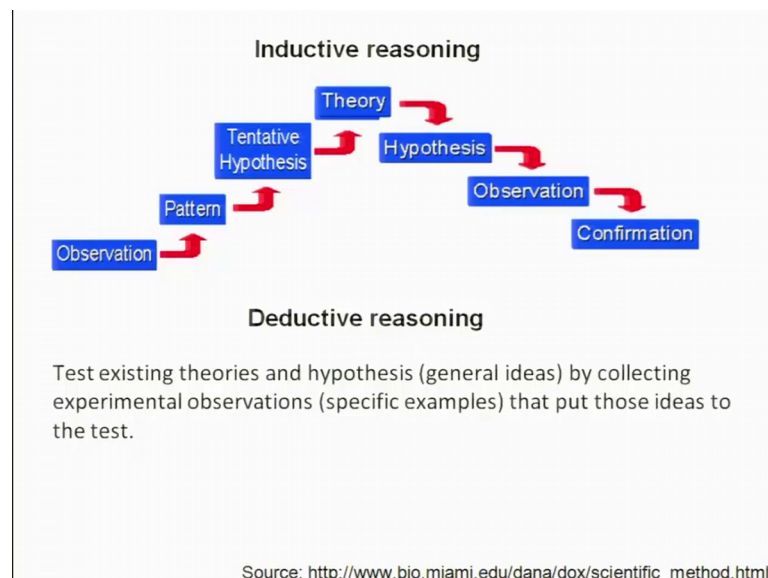 Inductive reasoning
Theory
Tentative
Hypothesis
Hypothesis
Pattern
Observation
Observation
Confirmation
Deductive reasoning
Test existing theories and hypothesis (general ideas) by collecting
experimental observations (specific examples) that put those ideas to
the test.
Source: http://www.bio.miami.edu/dana/dox/scientific_method.html